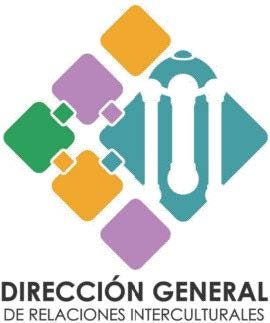 DIRECCIÓN GENERAL
DE RELACIONES INTERCULTURALES